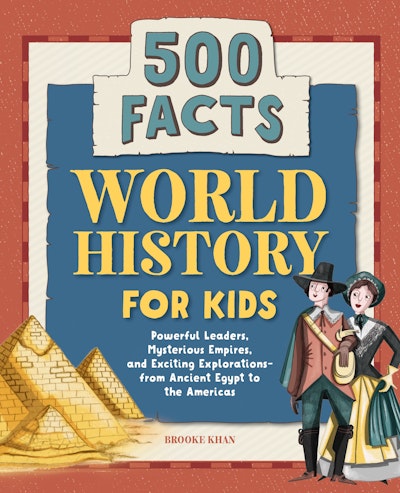 500
FACTS
WORLD
HISTORY
FOR KIDS
Powerful Leaders,
Mysterious Empires,
and Exciting Explorations–
from Ancient Egypt to
the Americas
BROOKE KHAN